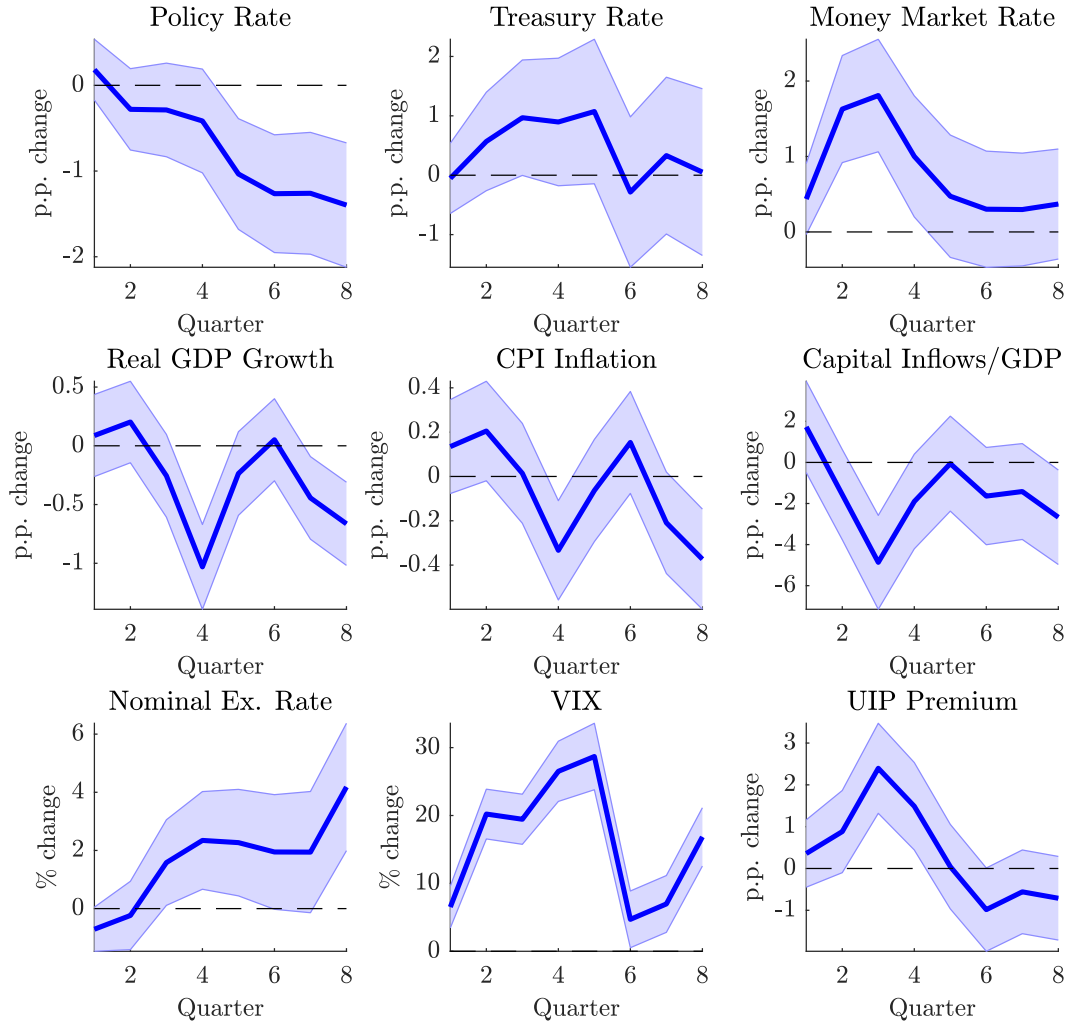 Policy Rate
p.p. change
0
-1
-2
2
4
6
8
Quarter
Treasury Rate
p.p. change
2
1
0
-1
2
4
6
8
Quarter
Money Market Rate
p.p. change
2
1
0
2
4
6
8
Quarter
Real GDP Growth
p.p. change
0.5
0
-0.5
-1
2
4
6
8
Quarter
CPI Inflation
p.p. change
0.4
0.2
0
-0.2
-0.4
2
4
6
8
Quarter
Capital Inflows/GDP
p.p. change
2
0
-2
-4
-6
2
4
6
8
Quarter
Nominal Ex. Rate
% change
6
4
2
0
2
4
6
8
Quarter
VIX
% change
30
20
10
0
2
4
6
8
Quarter
UIP Premium
p.p. change
3
2
1
0
-1
2
4
6
8
Quarter